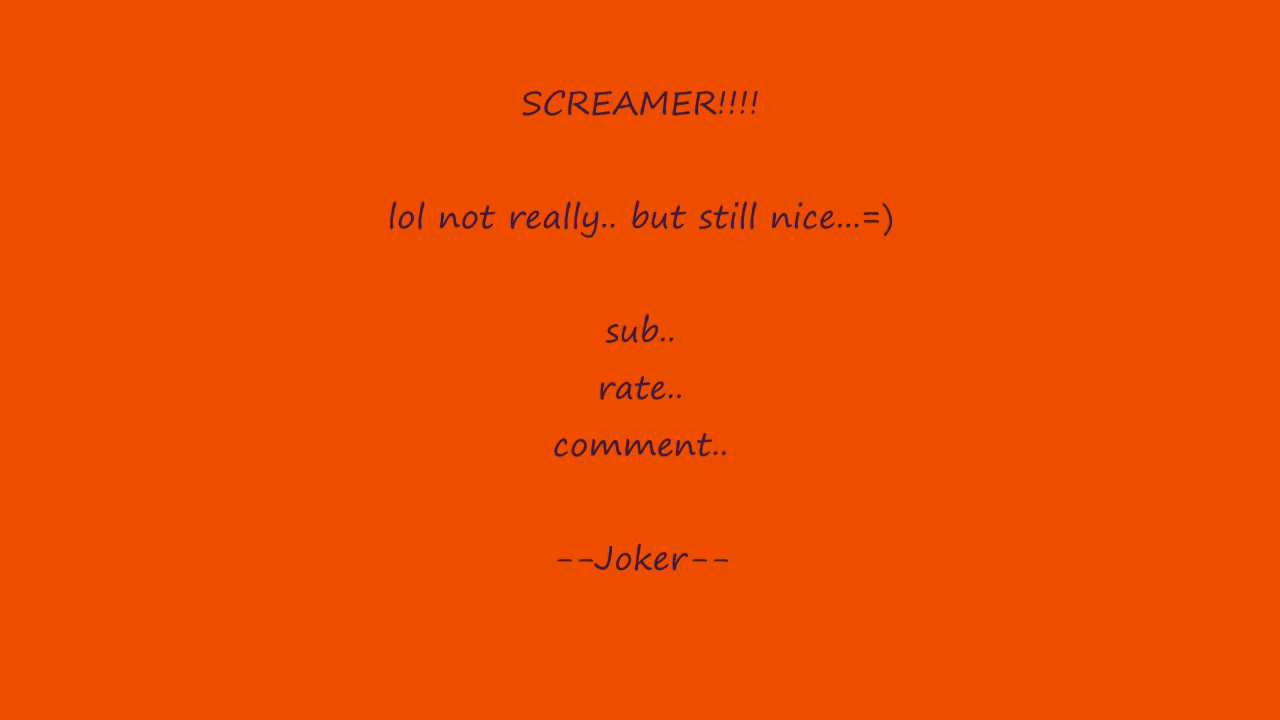 SCREAMER!!!!
lol not really.. but still nice...=)
sub..
rate..
comment..
--Joker--